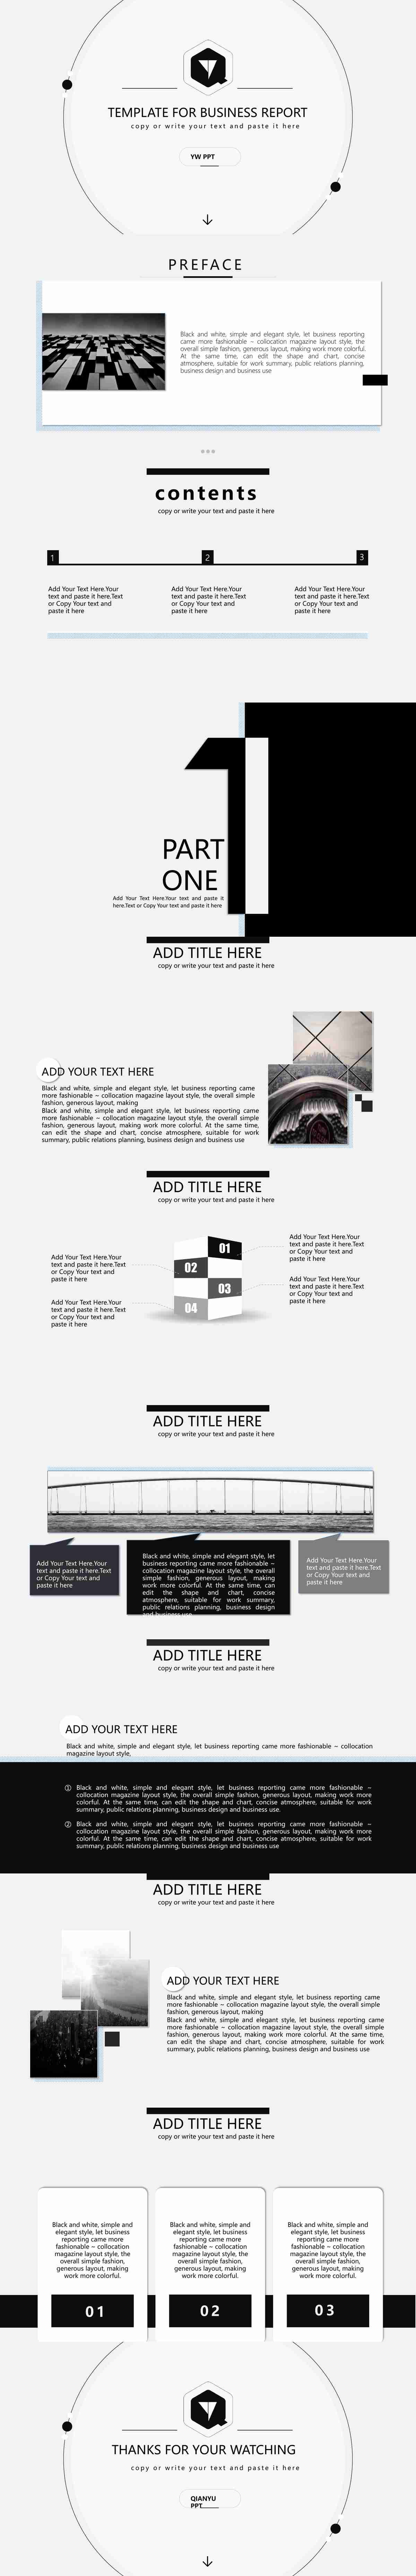 TEMPLATE FOR BUSINESS REPORT
copy or write your text and paste it here
YW PPT
PREFACE
Black and white, simple and elegant style, let business reporting
came more fashionable ~ collocation magazine layout style, the
overall simple fashion, generous layout, making work more colorful.
At the same time, can edit the shape and chart, concise
atmosphere, suitable for work summary, public relations planning,
business design and business use
contents
copy or write your text and paste it here
1
2
3
Add Your Text Here.Your
text and paste it here.Text
or Copy Your text and
paste it here
Add Your Text Here.Your
text and paste it here.Text
or Copy Your text and
paste it here
Add Your Text Here.Your
text and paste it here.Text
or Copy Your text and
paste it here
1
PART
ONE
Add Your Text Here.Your text and paste it
here.Text or Copy Your text and paste it here
ADD TITLE HERE
copy or write your text and paste it here
ADD YOUR TEXT HERE
Black and white, simple and elegant style, let business reporting came
more fashionable ~ collocation magazine layout style, the overall simple
fashion, generous layout, making
Black and white, simple and elegant style, let business reporting came
more fashionable ~ collocation magazine layout style, the overall simple
fashion, generous layout, making work more colorful. At the same time,
can edit the shape and chart, concise atmosphere, suitable for work
summary, public relations planning, business design and business use
ADD TITLE HERE
copy or write your text and paste it here
01
02
03
04
Add Your Text Here.Your
text and paste it here.Text
or Copy Your text and
paste it here
Add Your Text Here.Your
text and paste it here.Text
or Copy Your text and
paste it here
Add Your Text Here.Your
text and paste it here.Text
or Copy Your text and
paste it here
Add Your Text Here.Your
text and paste it here.Text
or Copy Your text and
paste it here
ADD TITLE HERE
copy or write your text and paste it here
Add Your Text Here.Your
text and paste it here.Text
or Copy Your text and
paste it here
Black and white, simple and elegant style, let
business reporting came more fashionable ~
collocation magazine layout style, the overall
simple fashion, generous layout, making
work more colorful. At the same time, can
edit the shape and chart, concise
atmosphere, suitable for work summary,
public relations planning, business design
and business use
Add Your Text Here.Your
text and paste it here.Text
or Copy Your text and
paste it here
ADD TITLE HERE
copy or write your text and paste it here
ADD YOUR TEXT HERE
Black and white, simple and elegant style, let business reporting came more fashionable ~ collocation
magazine layout style,
① Black and white, simple and elegant style, let business reporting came more fashionable ~
collocation magazine layout style, the overall simple fashion, generous layout, making work more
colorful. At the same time, can edit the shape and chart, concise atmosphere, suitable for work
summary, public relations planning, business design and business use.
② Black and white, simple and elegant style, let business reporting came more fashionable ~
collocation magazine layout style, the overall simple fashion, generous layout, making work more
colorful. At the same time, can edit the shape and chart, concise atmosphere, suitable for work
summary, public relations planning, business design and business use
ADD TITLE HERE
copy or write your text and paste it here
ADD YOUR TEXT HERE
Black and white, simple and elegant style, let business reporting came
more fashionable ~ collocation magazine layout style, the overall simple
fashion, generous layout, making
Black and white, simple and elegant style, let business reporting came
more fashionable ~ collocation magazine layout style, the overall simple
fashion, generous layout, making work more colorful. At the same time,
can edit the shape and chart, concise atmosphere, suitable for work
summary, public relations planning, business design and business use
ADD TITLE HERE
copy or write your text and paste it here
Black and white, simple and
elegant style, let business
reporting came more
fashionable ~ collocation
magazine layout style, the
overall simple fashion,
generous layout, making
work more colorful.
01
Black and white, simple and
elegant style, let business
reporting came more
fashionable ~ collocation
magazine layout style, the
overall simple fashion,
generous layout, making
work more colorful.
02
Black and white, simple and
elegant style, let business
reporting came more
fashionable ~ collocation
magazine layout style, the
overall simple fashion,
generous layout, making
work more colorful.
03
THANKS FOR YOUR WATCHING
copy or write your text and paste it here
QIANYU
PPT